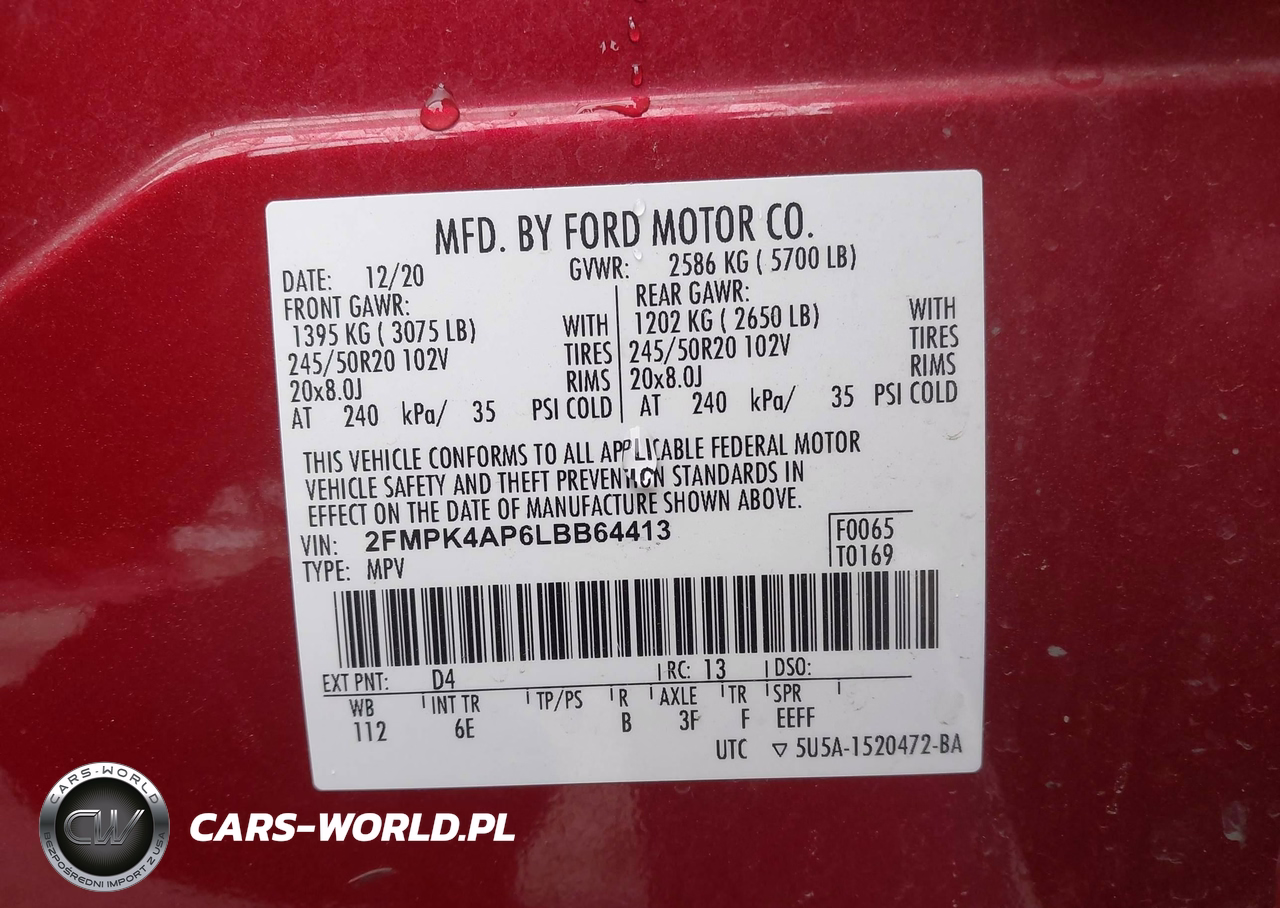 MFD. BY FORD MOTOR CO.
DATE: 12/20 GVWR: 2586 KG ( 5700 LB)
FRONT GAWR: REAR GAWR:
1395 KG ( 3075 LB) WITH 1202 KG ( 2650 LB) WITH
245/50R20 102V TIRES 245/50R20 102V TIRES
20x8.0J RIMS 20x8.0J RIMS
AT 240 kPa/ 35 PSI COLD AT 240 kPa/ 35 PSI COLD
THIS VEHICLE CONFORMS TO ALL APPLICABLE FEDERAL MOTOR
VEHICLE SAFETY AND THEFT PREVENTION STANDARDS IN
EFFECT ON THE DATE OF MANUFACTURE SHOWN ABOVE.
VIN: 2FMPK4AP6LBB64413 F0065
TYPE: MPV T0169
EXT PNT: D4 RC: 13 DSO:
WB INT TR TP/PS R AXLE TR SPR
112 6E B 3F F EEFF
UTC ▽ 5U5A-1520472-BA
CARS-WORLD
CW
BEZPOŚREDNI IMPORT Z USA
CARS-WORLD.PL